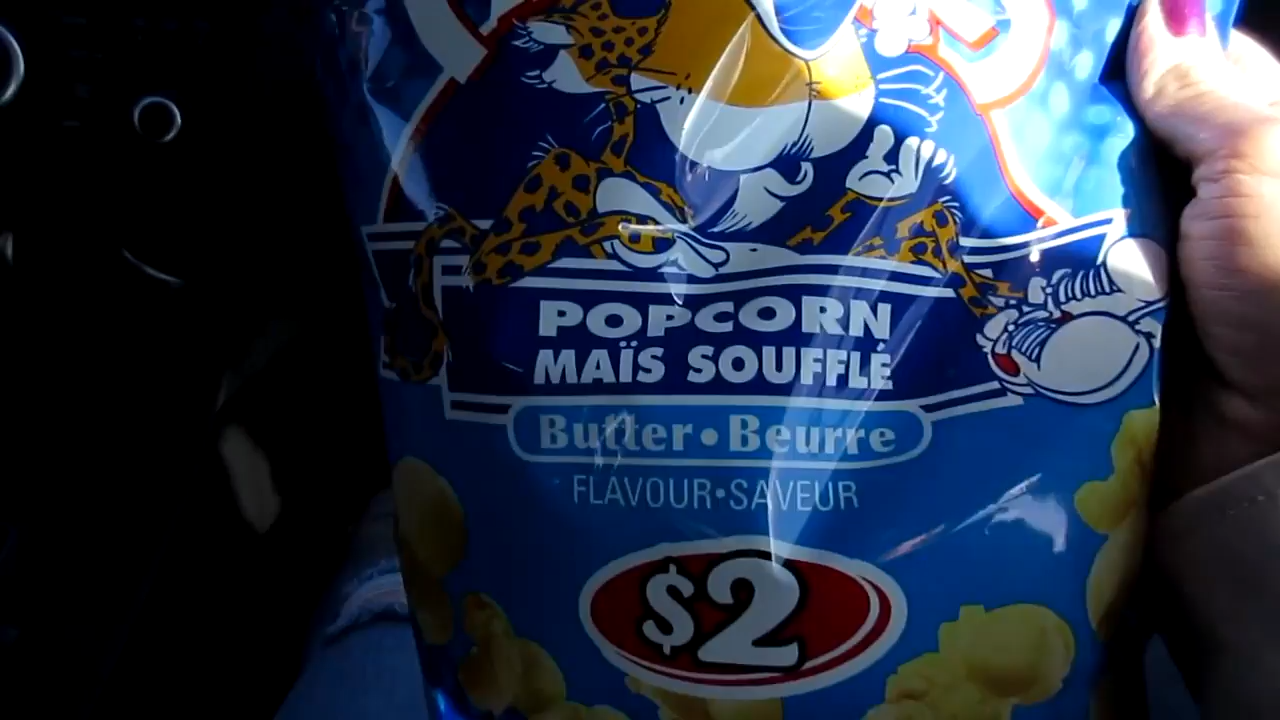 POPCORN
MAÏS SOUFFLÉ
Butter • Beurre
FLAVOUR • SAVEUR
$2